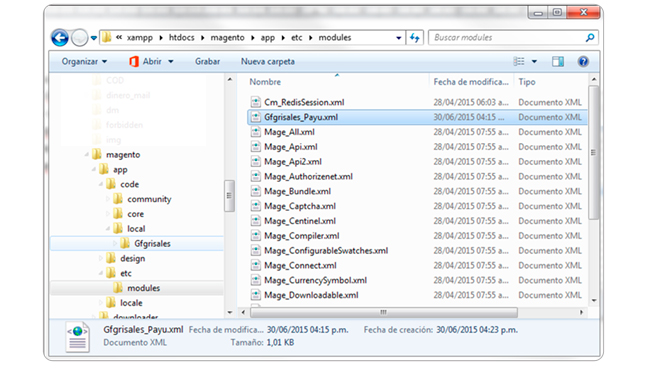 « xampp ▸ htdocs ▸ magento ▸ app ▸ etc ▸ modules
Buscar modules
Organizar Abrir Grabar Nueva carpeta
Nombre Fecha de modifica... Tipo
COD
dinero_mail
dm
Forbidden
img
magento
app
code
community
core
local
Gfgrisales
design
etc
modules
locale
downloader
Cm_RedisSession.xml 28/04/2015 06:03 a... Documento XML
Gfgrisales_Payu.xml 30/06/2015 04:15 ... Documento XML
Mage_All.xml 28/04/2015 07:55 a... Documento XML
Mage_Api.xml 28/04/2015 07:55 a... Documento XML
Mage_Api2.xml 28/04/2015 07:55 a... Documento XML
Mage_Authorizenet.xml 28/04/2015 07:55 a... Documento XML
Mage_Bundle.xml 28/04/2015 07:55 a... Documento XML
Mage_Captcha.xml 28/04/2015 07:55 a... Documento XML
Mage_Centinel.xml 28/04/2015 07:55 a... Documento XML
Mage_Compiler.xml 28/04/2015 07:55 a... Documento XML
Mage_ConfigurableSwatches.xml 28/04/2015 07:55 a... Documento XML
Mage_Connect.xml 28/04/2015 07:55 a... Documento XML
Mage_CurrencySymbol.xml 28/04/2015 07:55 a... Documento XML
Mage_Downloadable.xml 28/04/2015 07:55 a... Documento XML
Gfgrisales_Payu.xml Fecha de modifica... 30/06/2015 04:15 p.m. Fecha de creación: 30/06/2015 04:23 p.m.
Documento XML Tamaño: 1,01 KB